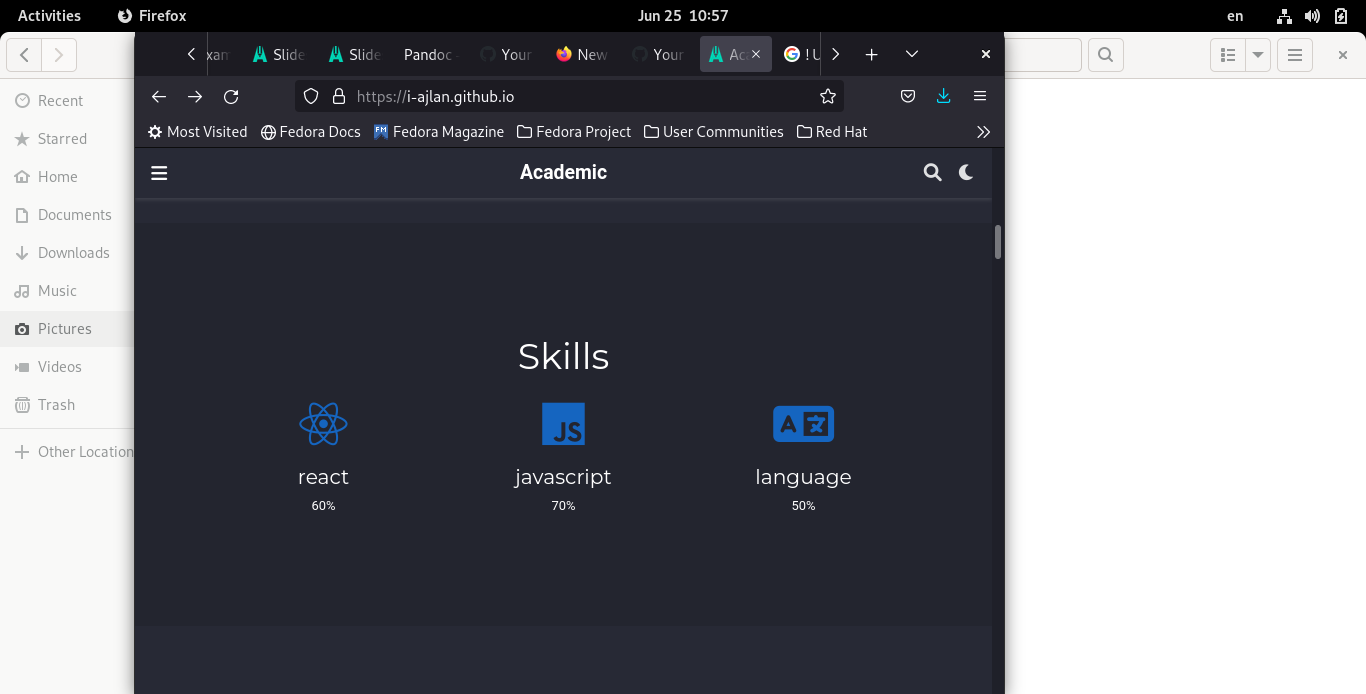 Activities Firefox Jun 25 10:57 en
xam Slide Slide Pandoc Your New Your Ac ! U
https://i-ajlan.github.io
Most Visited Fedora Docs Fedora Magazine Fedora Project User Communities Red Hat
Recent
Starred
Home
Documents
Downloads
Music
Pictures
Videos
Trash
Other Location
Academic
Skills
JS A 文
react javascript language
60% 70% 50%